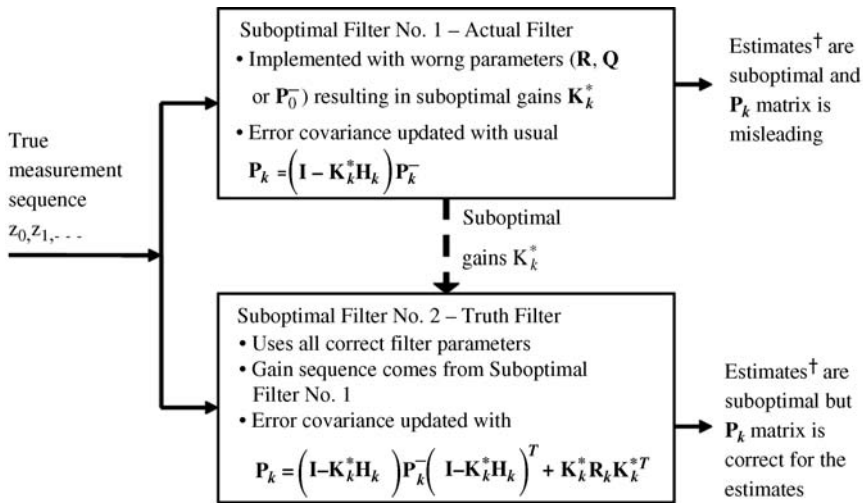 True
measurement
sequence
z₀,z₁,- - -
Suboptimal Filter No. 1 – Actual Filter
• Implemented with worng parameters (R, Q
or P₀⁻ ) resulting in suboptimal gains K*ₖ
• Error covariance updated with usual
Pₖ =(I – K*ₖHₖ)Pₖ⁻
Estimates† are
suboptimal and
Pₖ matrix is
misleading
Suboptimal
gains K*ₖ
Suboptimal Filter No. 2 – Truth Filter
• Uses all correct filter parameters
• Gain sequence comes from Suboptimal
Filter No. 1
• Error covariance updated with
Pₖ = (I–K*ₖHₖ )Pₖ⁻( I–K*ₖHₖ)ᵀ + K*ₖRₖK*ₖᵀ
Estimates† are
suboptimal but
Pₖ matrix is
correct for the
estimates